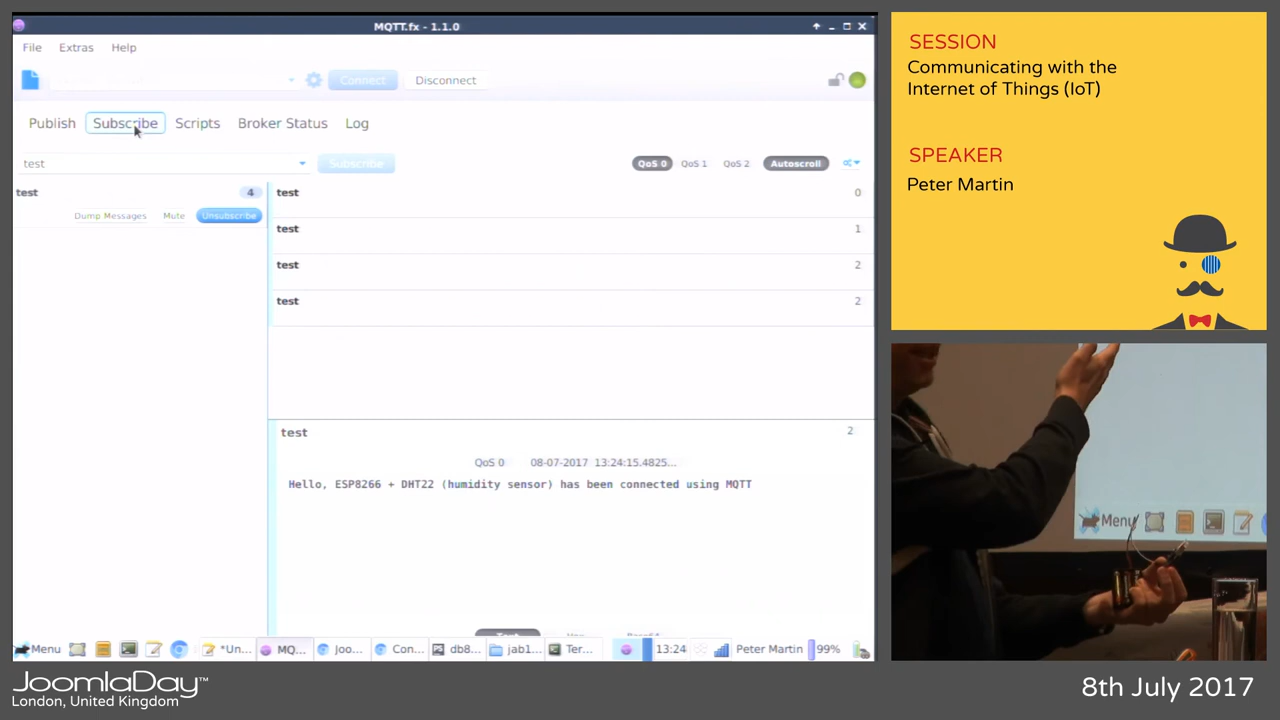 MQTT.fx - 1.1.0
File Extras Help
Connect Disconnect
Publish Subscribe Scripts Broker Status Log
test Subscribe QoS 0 QoS 1 QoS 2 Autoscroll
test 4
Dump Messages Mute Unsubscribe
test 0
test 1
test 2
test 2
test 2
QoS 0 08-07-2017 13:24:15.4825...
Hello, ESP8266 + DHT22 (humidity sensor) has been connected using MQTT
Menu *Un... MQ... Joo... Con... db8... jab1... Ter... 13:24 Peter Martin 99%
SESSION
Communicating with the
Internet of Things (IoT)
SPEAKER
Peter Martin
Menu
JoomlaDay™
London, United Kingdom
8th July 2017